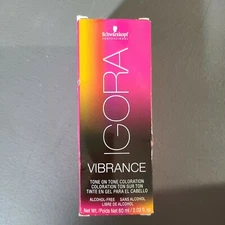 Schwarzkopf
PROFESSIONAL
IGORA
VIBRANCE
TONE ON TONE COLORATION
COLORATION TON SUR TON
TINTE EN GEL PARA EL CABELLO
ALCOHOL-FREE SANS ALCOHOL
LIBRE DE ALCOHOL
Net Wt. /Poids Net 60 ml /